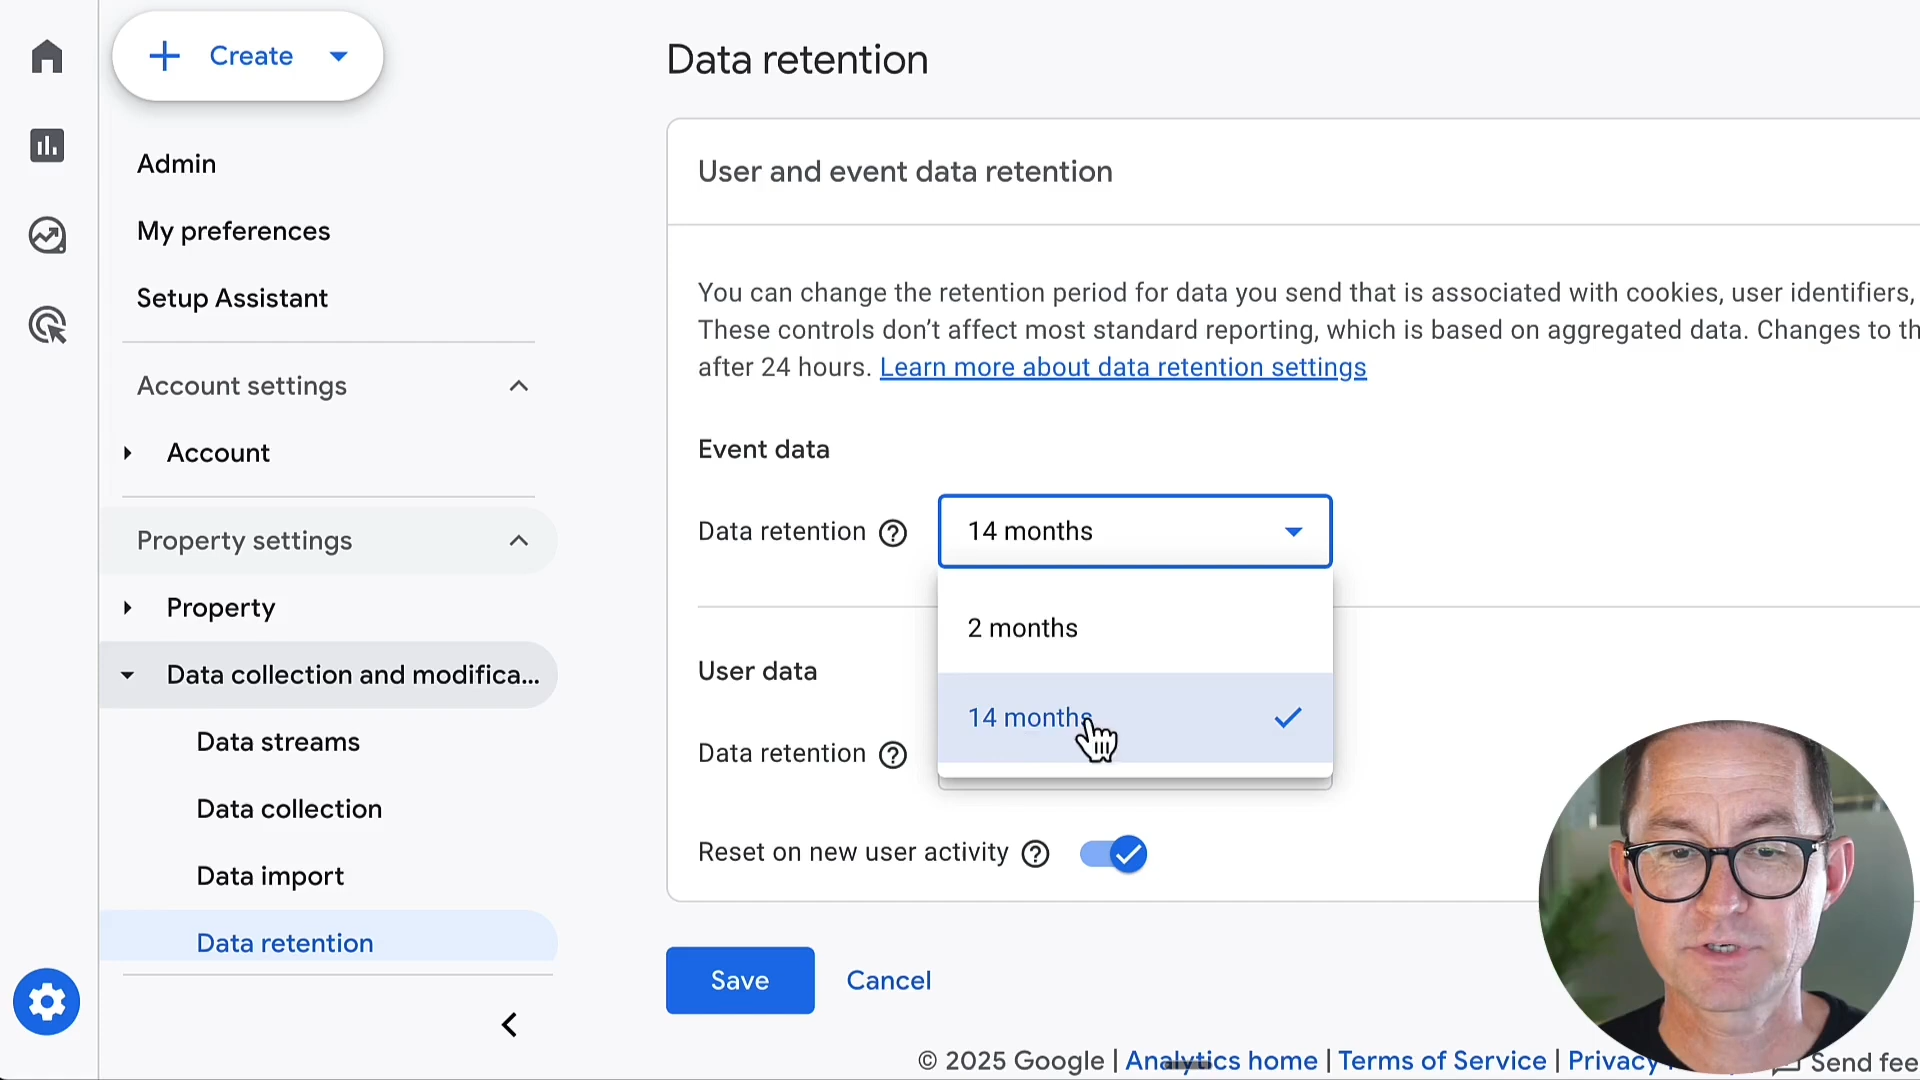 Create
Data retention
Admin
My preferences
Setup Assistant
Account settings
Account
Property settings
Property
Data collection and modifica...
Data streams
Data collection
Data import
Data retention
User and event data retention
You can change the retention period for data you send that is associated with cookies, user identifiers,
These controls don't affect most standard reporting, which is based on aggregated data. Changes to th
after 24 hours. Learn more about data retention settings
Event data
Data retention
14 months
2 months
14 months
User data
Data retention
Reset on new user activity
Save
Cancel
© 2025 Google | Analytics home | Terms of Service | Privacy
Send fee